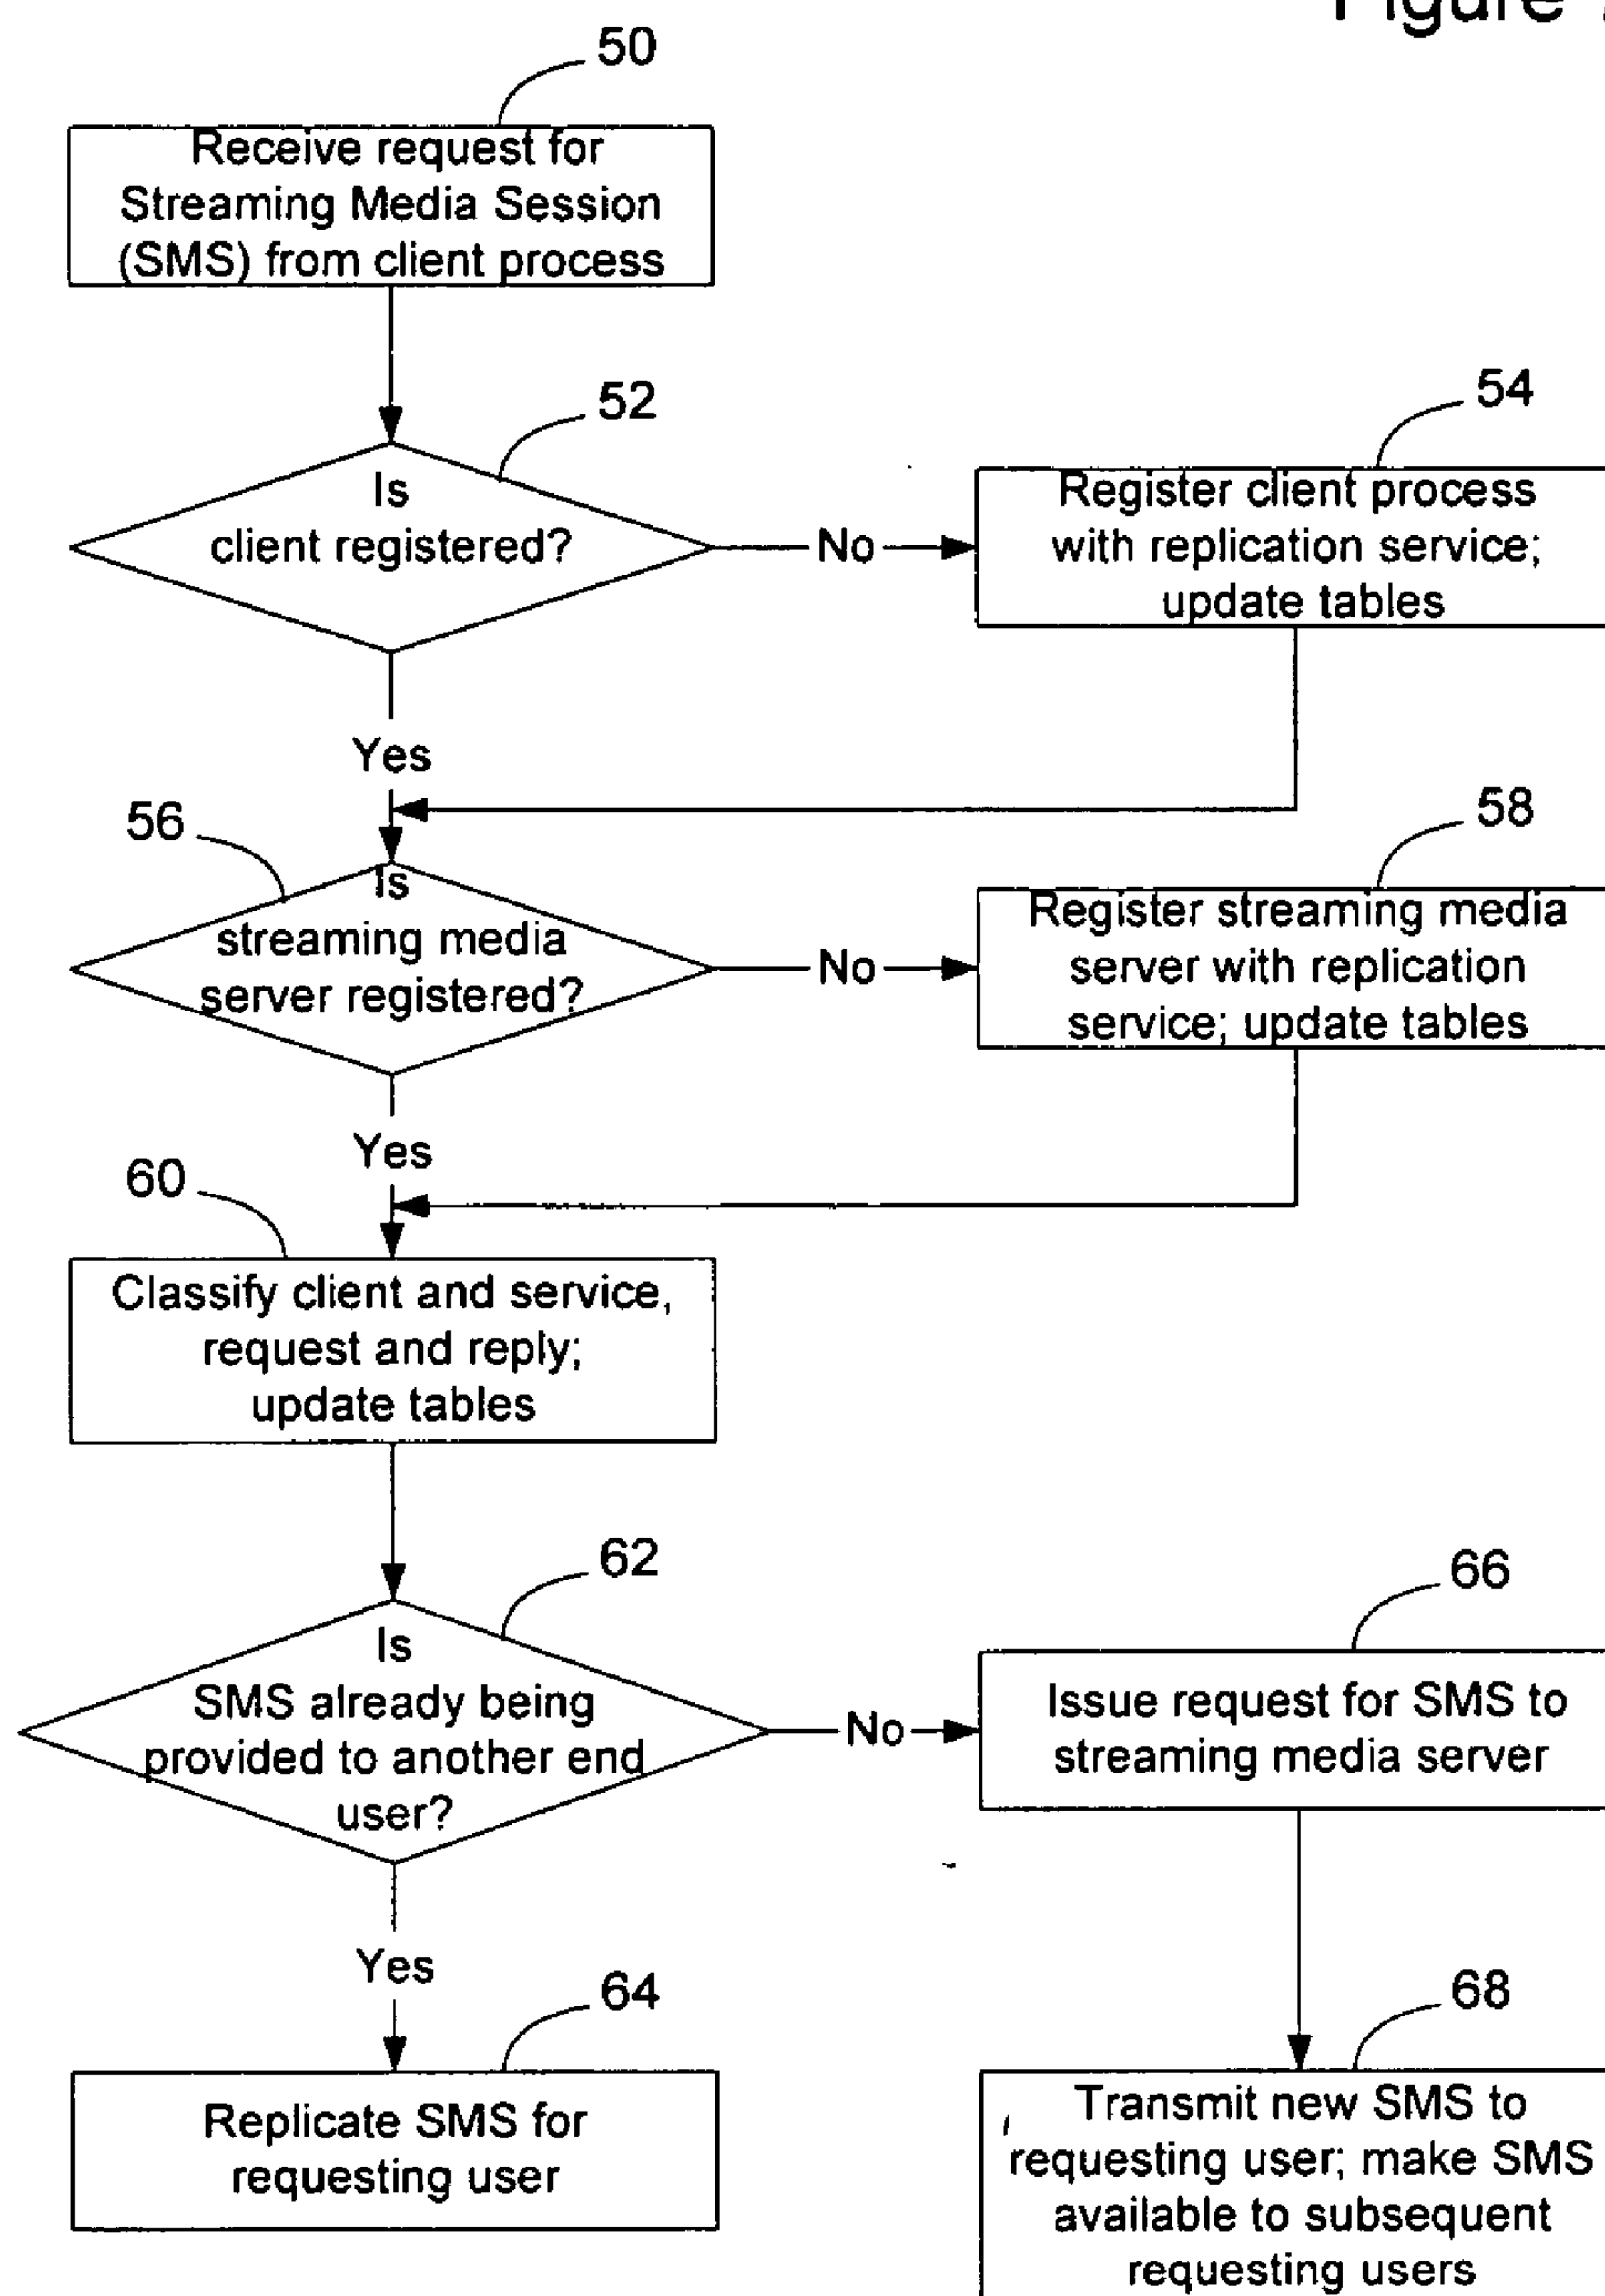 Figure
50
Receive request for
Streaming Media Session
(SMS) from client process
52
Is
client registered?
No
54
Register client process
with replication service;
update tables
Yes
56
Is
streaming media
server registered?
No
58
Register streaming media
server with replication
service; update tables
Yes
60
Classify client and service,
request and reply;
update tables
62
Is
SMS already being
provided to another end
user?
No
66
Issue request for SMS to
streaming media server
Yes
64
Replicate SMS for
requesting user
68
Transmit new SMS to
requesting user; make SMS
available to subsequent
requesting users